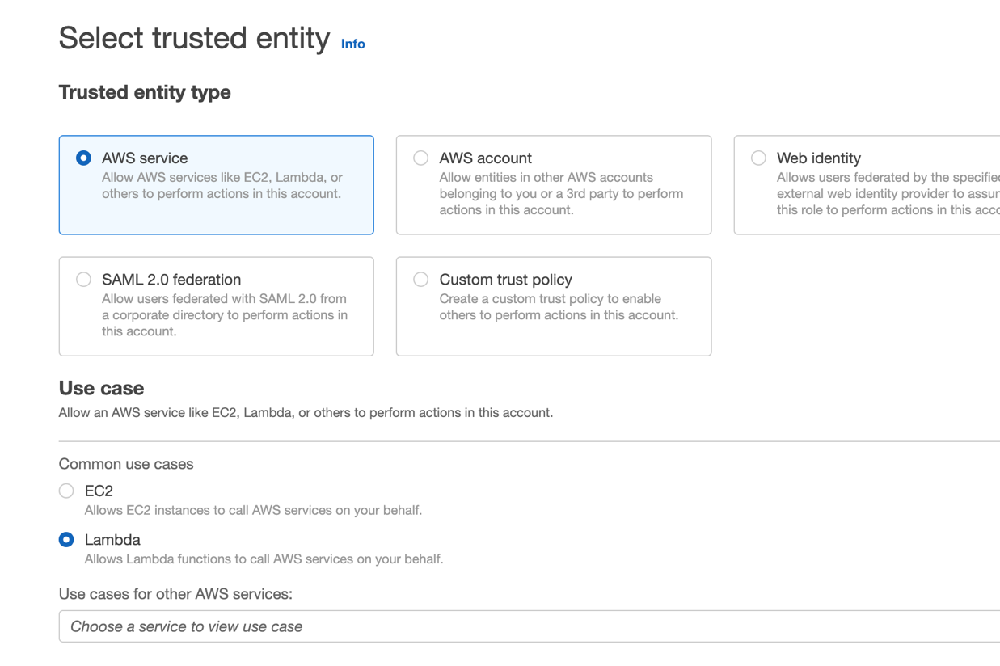 Select trusted entity Info
Trusted entity type
AWS service
Allow AWS services like EC2, Lambda, or
others to perform actions in this account.
AWS account
Allow entities in other AWS accounts
belonging to you or a 3rd party to perform
actions in this account.
Web identity
Allows users federated by the
external web identity provider to
this role to perform actions in this
SAML 2.0 federation
Allow users federated with SAML 2.0 from
a corporate directory to perform actions in
this account.
Custom trust policy
Create a custom trust policy to enable
others to perform actions in this account.
Use case
Allow an AWS service like EC2, Lambda, or others to perform actions in this account.
Common use cases
EC2
Allows EC2 instances to call AWS services on your behalf.
Lambda
Allows Lambda functions to call AWS services on your behalf.
Use cases for other AWS services:
Choose a service to view use case